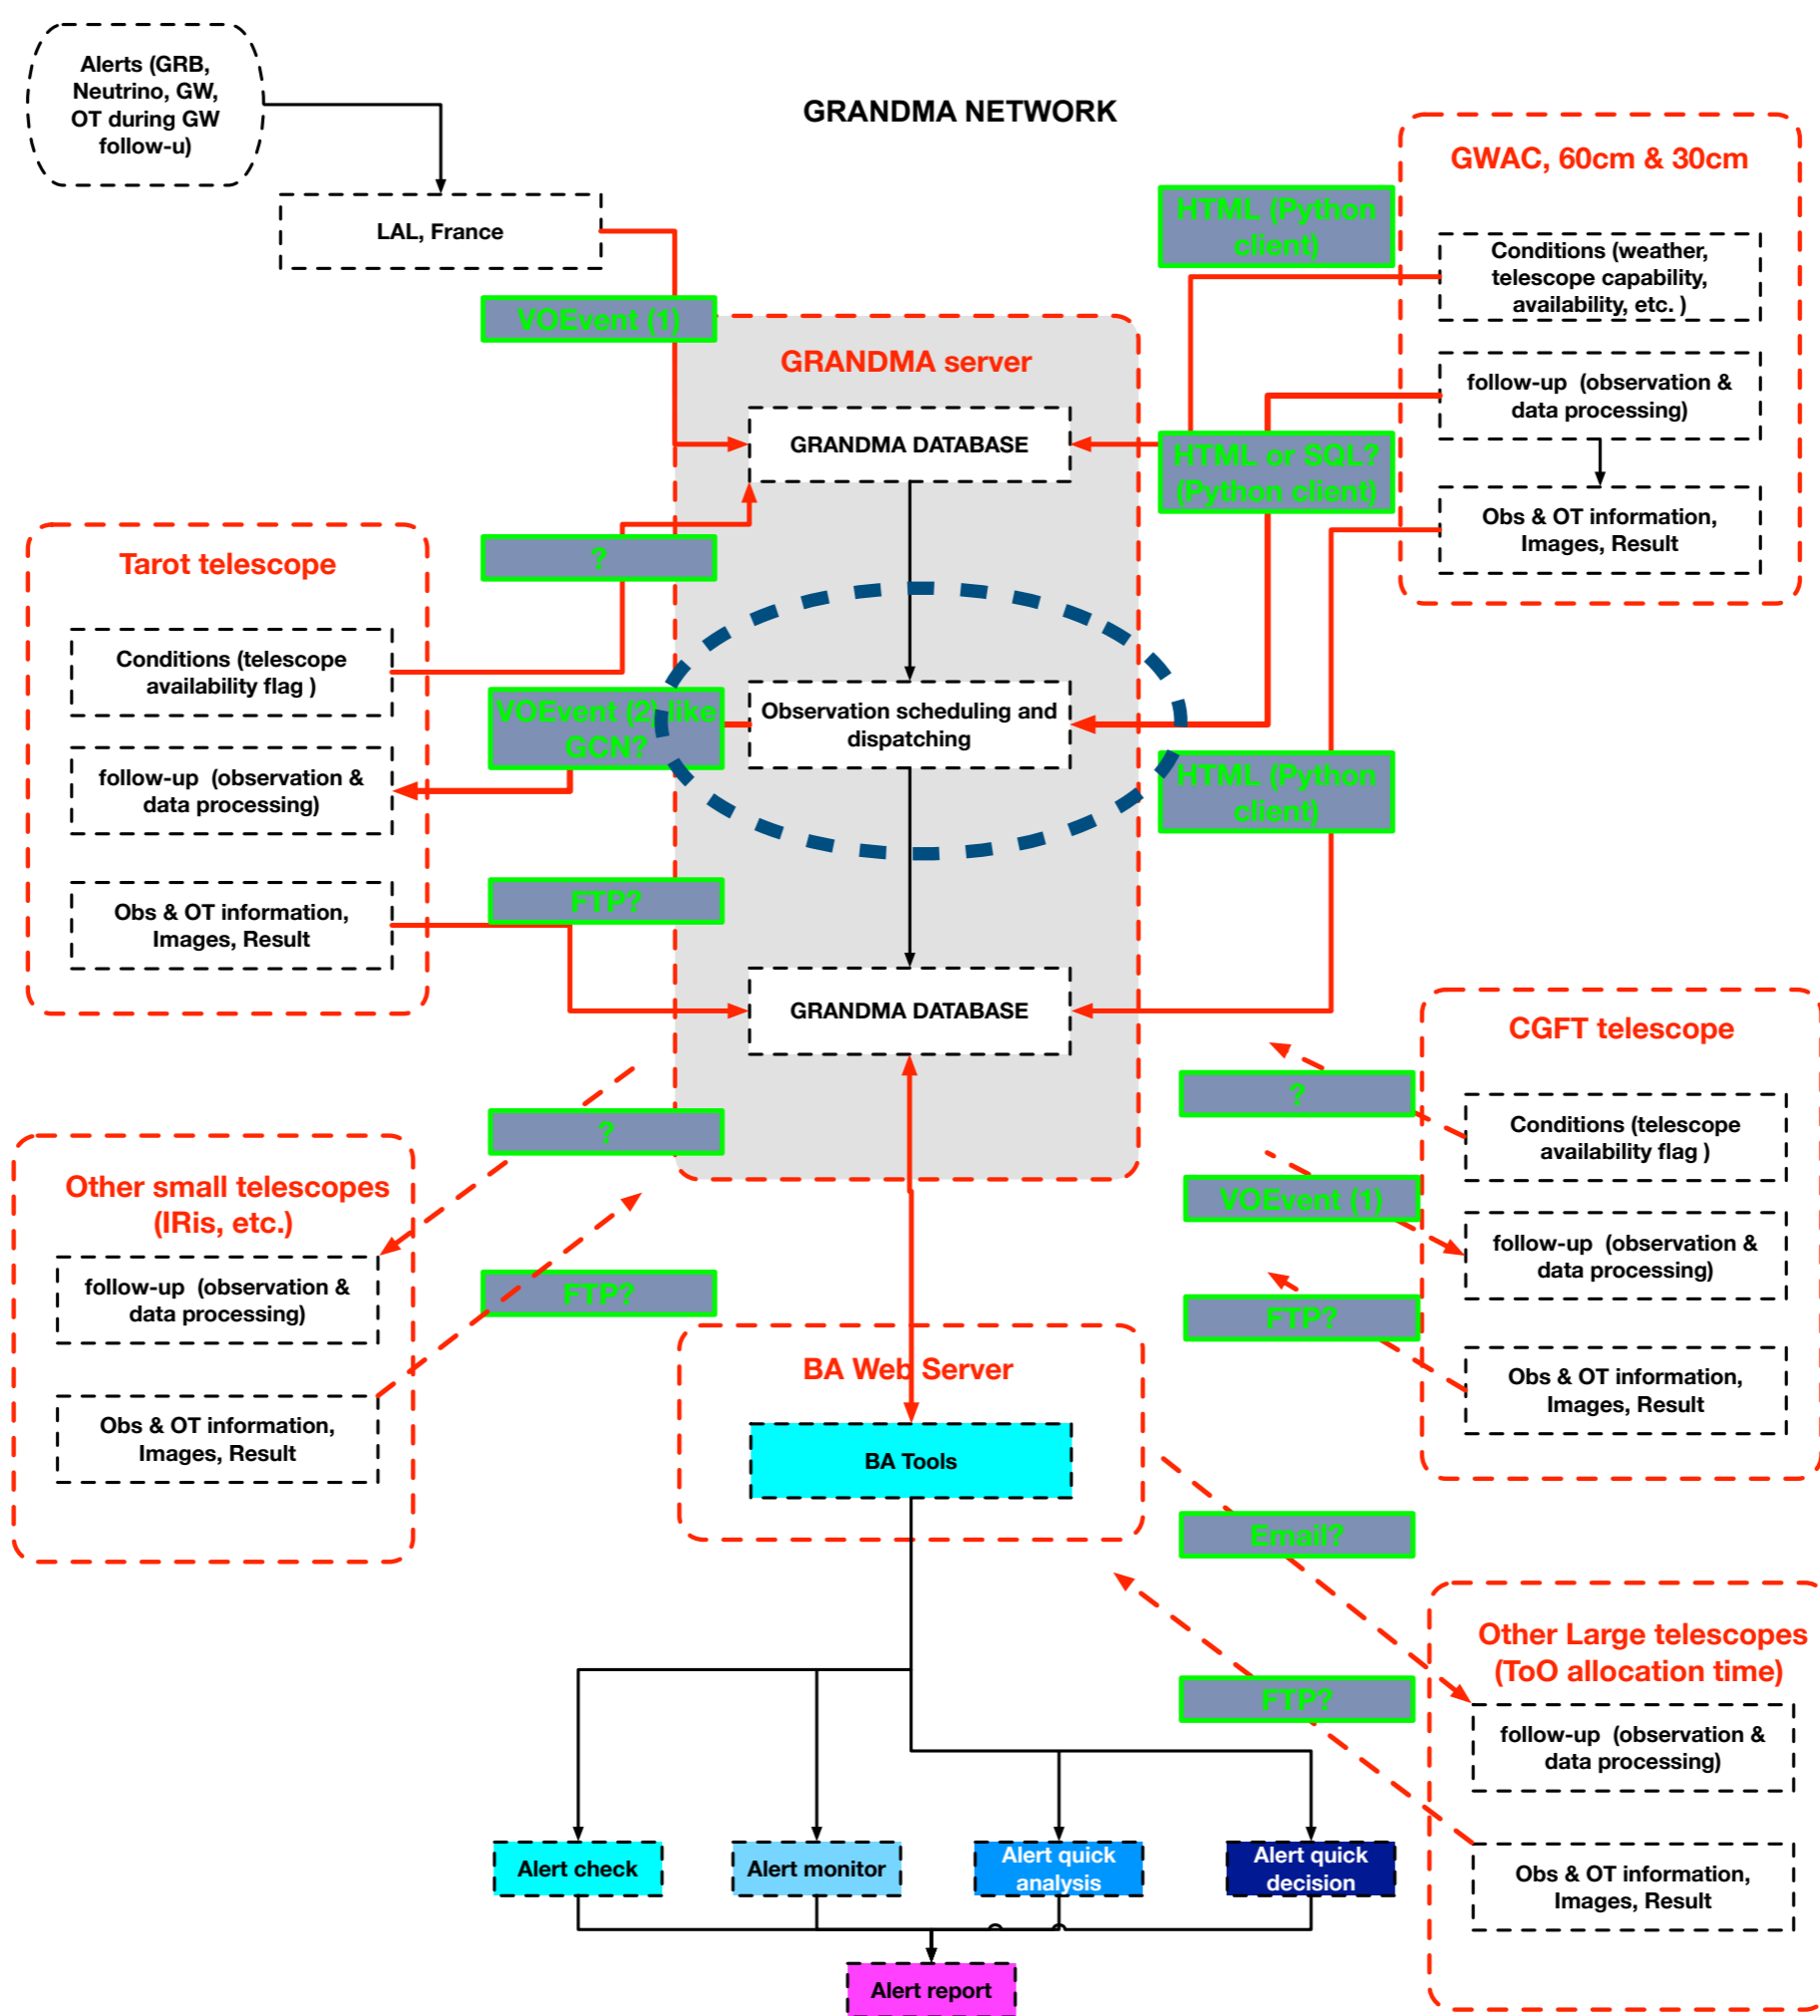 Alerts (GRB,
Neutrino, GW,
OT during GW
follow-u)
GRANDMA NETWORK
LAL, France
VOEvent (1)
HTML (Python
client)
GWAC, 60cm & 30cm
Conditions (weather,
telescope capability,
availability, etc. )
follow-up (observation &
data processing)
Obs & OT information,
Images, Result
GRANDMA server
GRANDMA DATABASE
HTML or SQL?
(Python client)
?
Tarot telescope
Conditions (telescope
availability flag )
follow-up (observation &
data processing)
Obs & OT information,
Images, Result
VOEvent (2) like
GCN?
Observation scheduling and
dispatching
HTML (Python
client)
FTP?
GRANDMA DATABASE
CGFT telescope
Conditions (telescope
availability flag )
follow-up (observation &
data processing)
Obs & OT information,
Images, Result
?
VOEvent (1)
FTP?
?
Other small telescopes
(IRis, etc.)
follow-up (observation &
data processing)
Obs & OT information,
Images, Result
FTP?
BA Web Server
BA Tools
Email?
Other Large telescopes
(ToO allocation time)
follow-up (observation &
data processing)
Obs & OT information,
Images, Result
FTP?
Alert check
Alert monitor
Alert quick
analysis
Alert quick
decision
Alert report